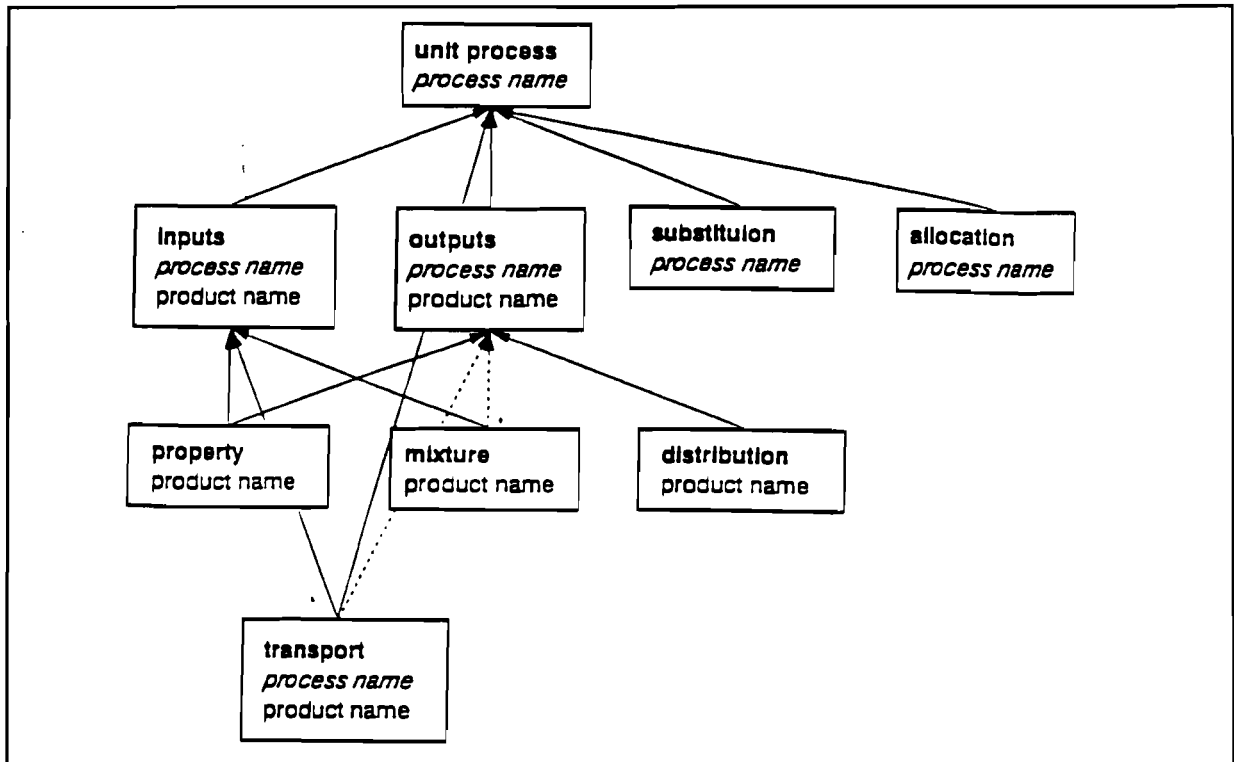 unit process
process name
inputs
process name
product name
outputs
process name
product name
substituion
process name
allocation
process name
property
product name
mixture
product name
distribution
product name
transport
process name
product name